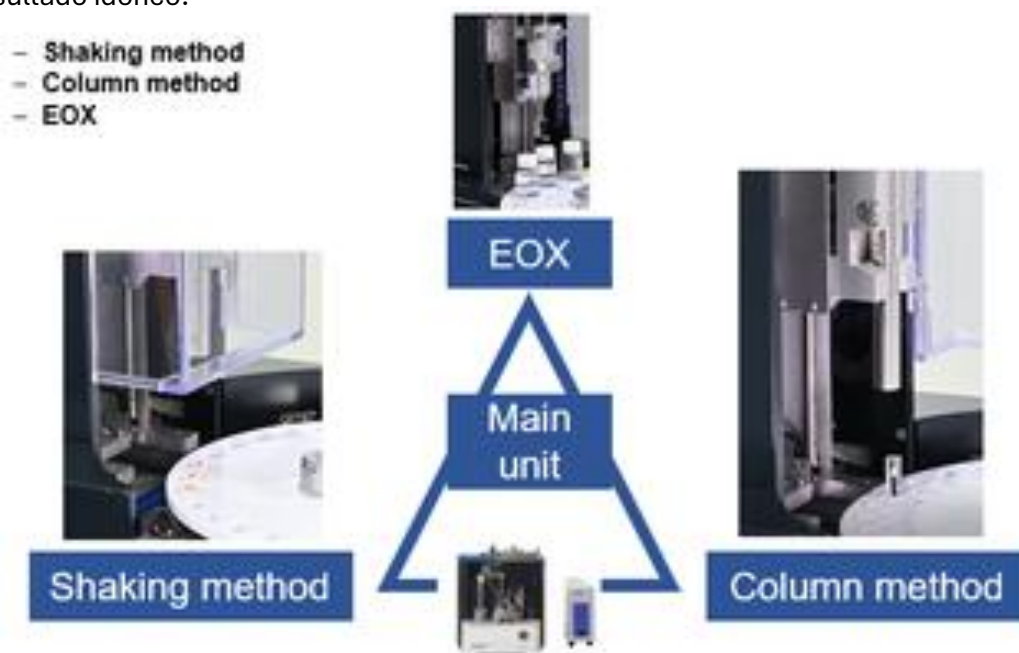 – Shaking method
– Column method
– EOX
EOX
Main
unit
Shaking method
Column method